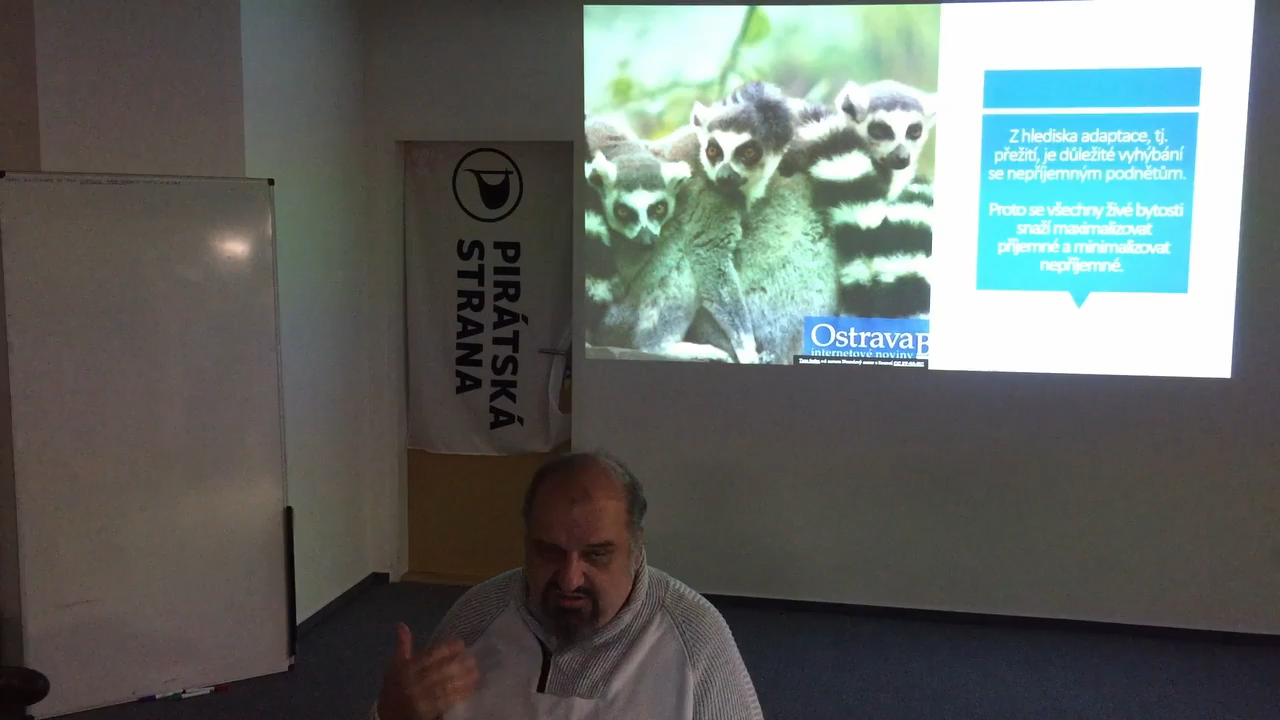 PIRÁTSKÁ
STRANA
Z hlediska adaptace, tj.
přežití, je důležité vyhýbání
se nepříjemným podnětům.
Proto se všechny živé bytosti
snaží maximalizovat
příjemné a minimalizovat
nepříjemné.
Ostrava
internetové noviny